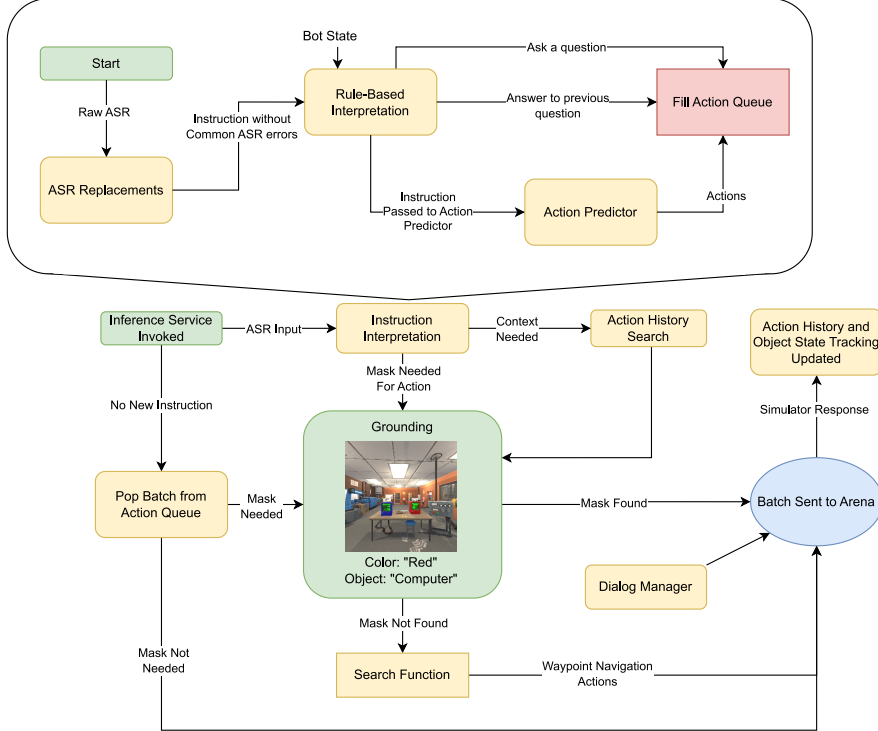 Bot State
Start
Ask a question
Rule-Based
Interpretation
Answer to previous
question
Fill Action Queue
Raw ASR
Instruction without
Common ASR errors
ASR Replacements
Instruction
Passed to Action
Predictor
Action Predictor
Actions
Inference Service
Invoked
ASR Input
Instruction
Interpretation
Context
Needed
Action History
Search
Action History and
Object State Tracking
Updated
Mask Needed
For Action
No New Instruction
Simulator Response
Grounding
Pop Batch from
Action Queue
Mask
Needed
Mask Found
Batch Sent to Arena
Color: "Red"
Object: "Computer"
Dialog Manager
Mask Not Found
Mask Not
Needed
Search Function
Waypoint Navigation
Actions